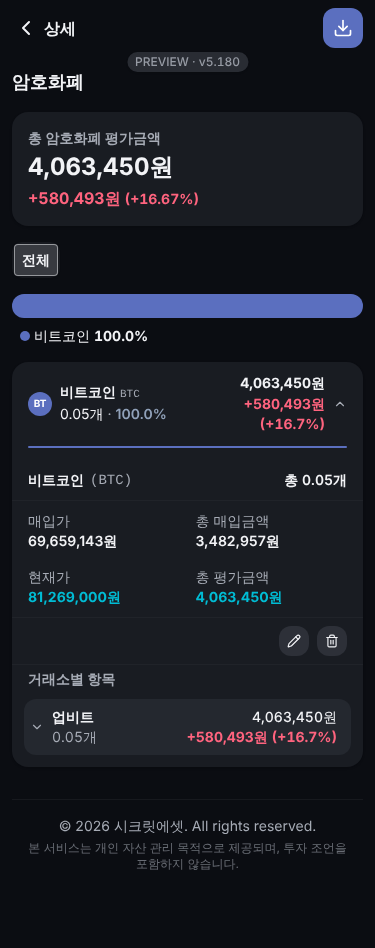 상세
PREVIEW · v5.180
암호화폐
총 암호화폐 평가금액
4,063,450원
+580,493원 (+16.67%)
전체
비트코인 100.0%
BT
비트코인 BTC
0.05개 · 100.0%
4,063,450원
+580,493원
(+16.7%)
비트코인 (BTC)
총 0.05개
매입가
69,659,143원
총 매입금액
3,482,957원
현재가
81,269,000원
총 평가금액
4,063,450원
거래소별 항목
업비트
0.05개
4,063,450원
+580,493원 (+16.7%)
© 2026 시크릿에셋. All rights reserved.
본 서비스는 개인 자산 관리 목적으로 제공되며, 투자 조언을
포함하지 않습니다.